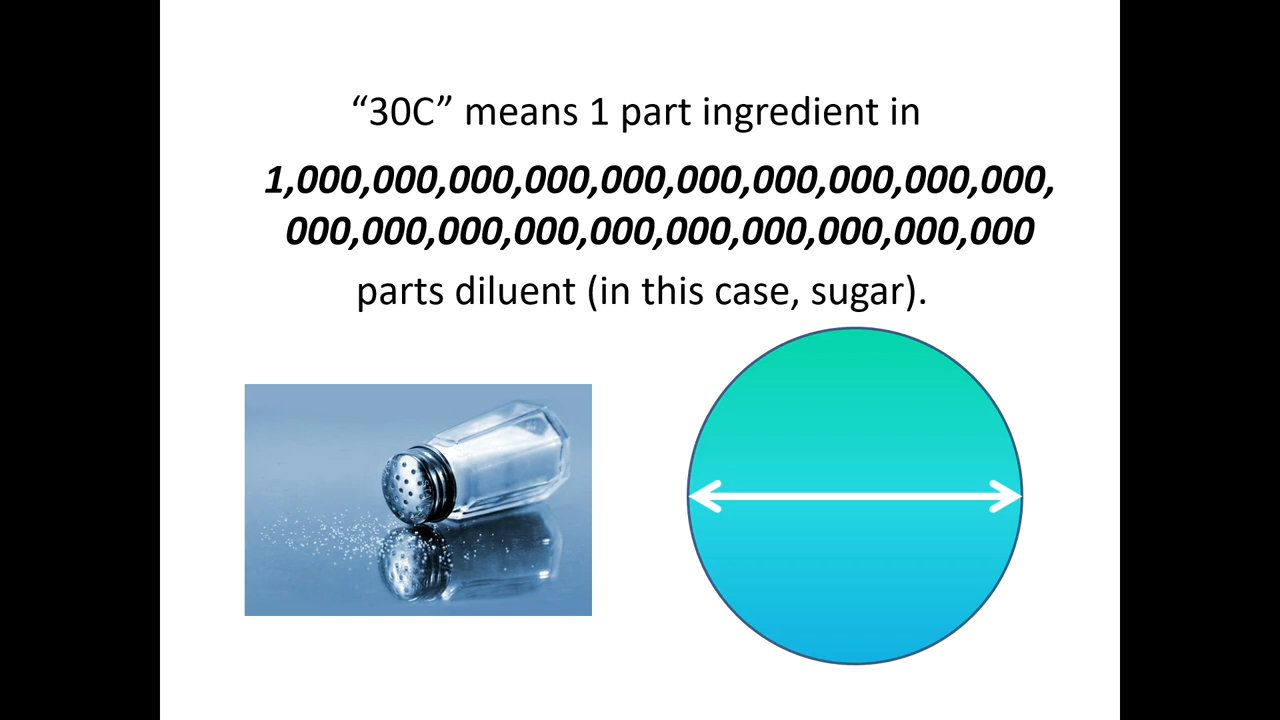 “30C” means 1 part ingredient in
1,000,000,000,000,000,000,000,000,000,000,
000,000,000,000,000,000,000,000,000,000
parts diluent (in this case, sugar).